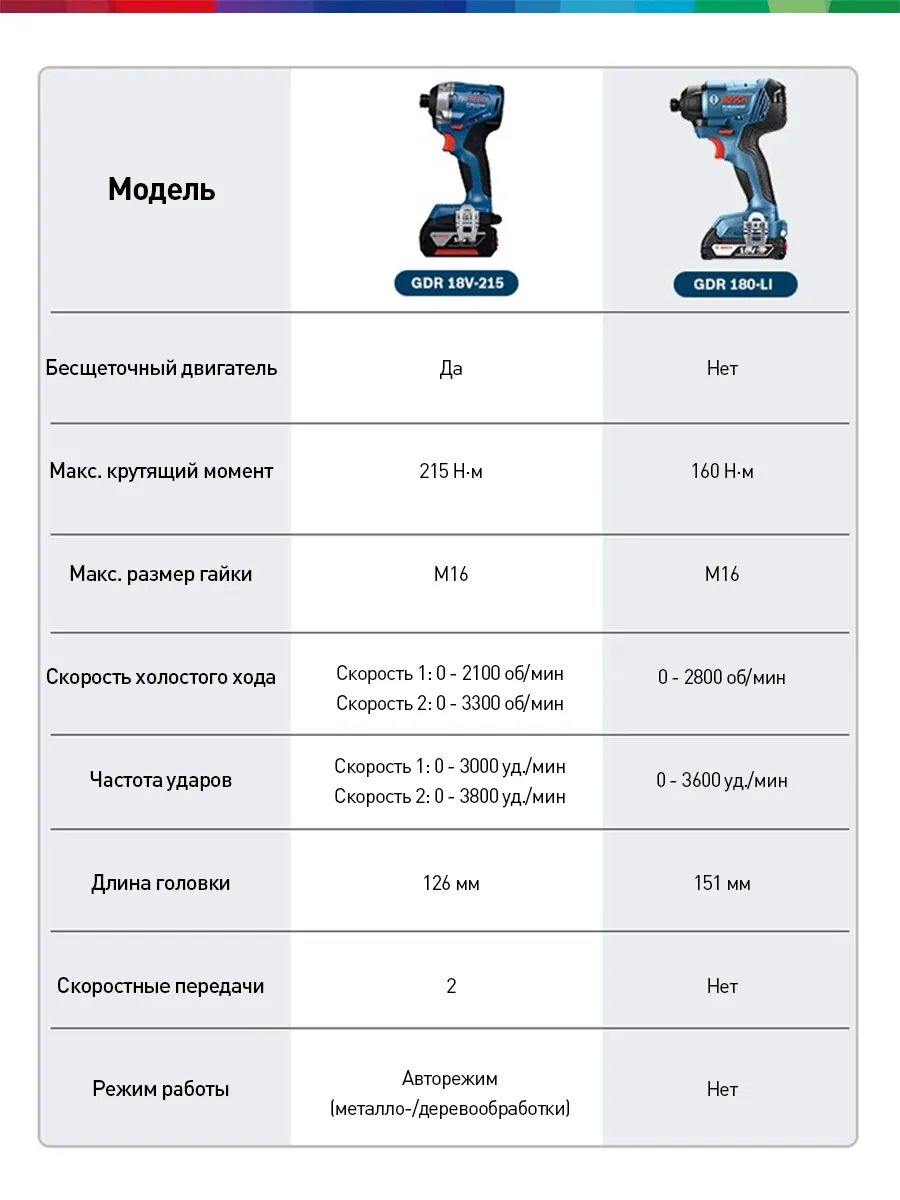 Модель
BOSCH
GDR 18V-215
GDR 180-LI
Бесщеточный двигатель
Да
Нет
Макс. крутящий момент
215 Н·м
160 Н·м
Макс. размер гайки
M16
M16
Скорость холостого хода
Скорость 1: 0 - 2100 об/мин
Скорость 2: 0 - 3300 об/мин
0 - 2800 об/мин
Частота ударов
Скорость 1: 0 - 3000 уд./мин
Скорость 2: 0 - 3800 уд./мин
0 - 3600 уд./мин
Длина головки
126 мм
151 мм
Скоростные передачи
2
Нет
Режим работы
Авторежим
(металло-/деревообработки)
Нет